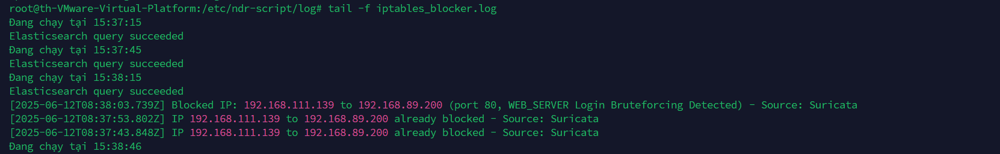 root@th-VMware-Virtual-Platform:/etc/ndr-script/log# tail -f iptables_blocker.log
Đang chạy tại 15:37:15
Elasticsearch query succeeded
Đang chạy tại 15:37:45
Elasticsearch query succeeded
Đang chạy tại 15:38:15
Elasticsearch query succeeded
[2025-06-12T08:38:03.739Z] Blocked IP: 192.168.111.139 to 192.168.89.200 (port 80, WEB_SERVER Login Bruteforcing Detected) - Source: Suricata
[2025-06-12T08:37:53.802Z] IP 192.168.111.139 to 192.168.89.200 already blocked - Source: Suricata
[2025-06-12T08:37:43.848Z] IP 192.168.111.139 to 192.168.89.200 already blocked - Source: Suricata
Đang chạy tại 15:38:46